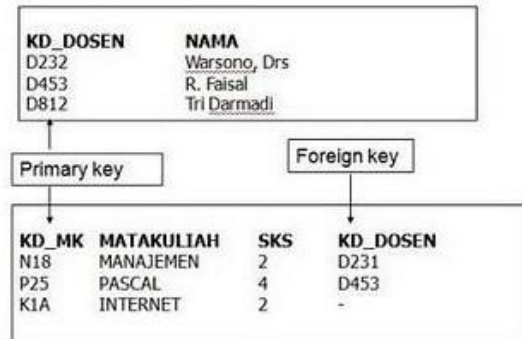 KD_DOSEN NAMA
D232 Warsono, Drs
D453 R. Faisal
D812 Tri Darmadi
Primary key
Foreign key
KD_MK MATAKULIAH SKS KD_DOSEN
N18 MANAJEMEN 2 D231
P25 PASCAL 4 D453
K1A INTERNET 2 -